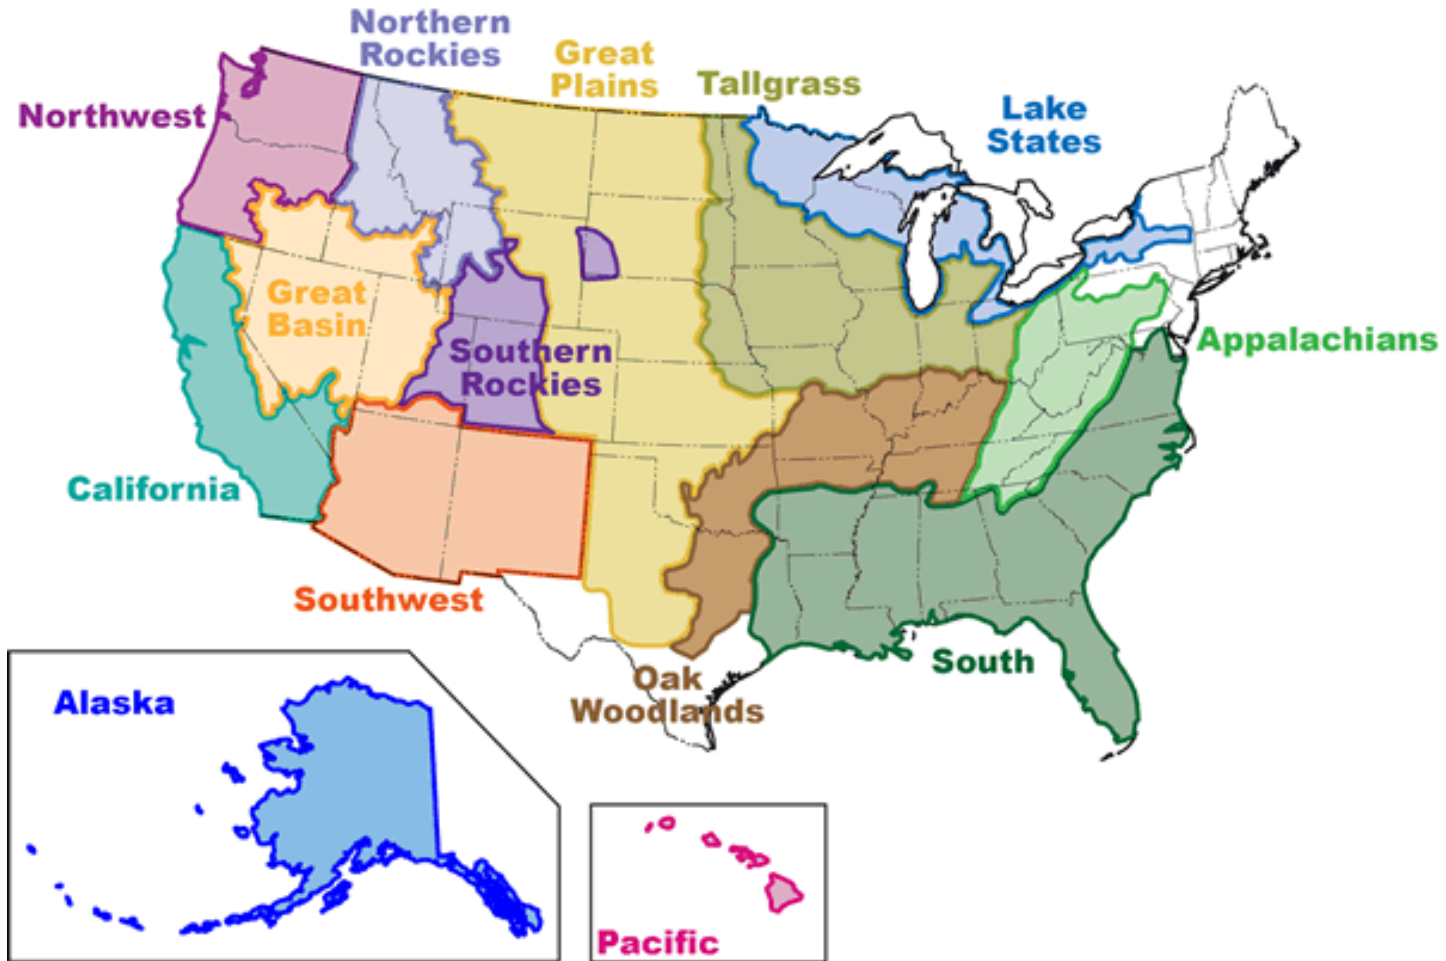 Northern
Rockies
Great
Plains
Tallgrass
Lake
States
Northwest
Great
Basin
Southern
Rockies
Appalachians
California
Southwest
South
Oak
Woodlands
Alaska
Pacific